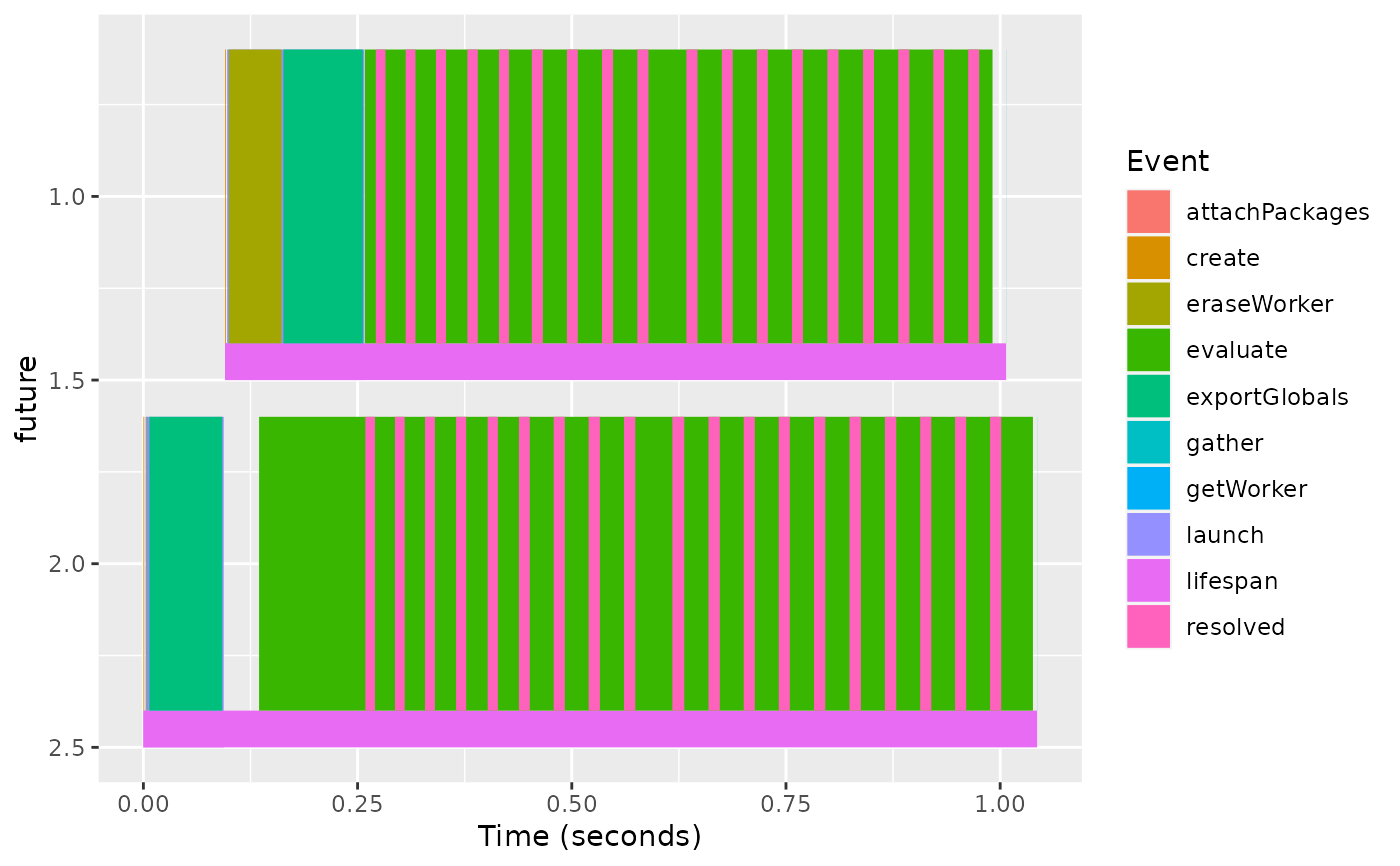 future
1.0
1.5
2.0
2.5
0.00 0.25 0.50 0.75 1.00
Time (seconds)
Event
attachPackages
create
eraseWorker
evaluate
exportGlobals
gather
getWorker
launch
lifespan
resolved